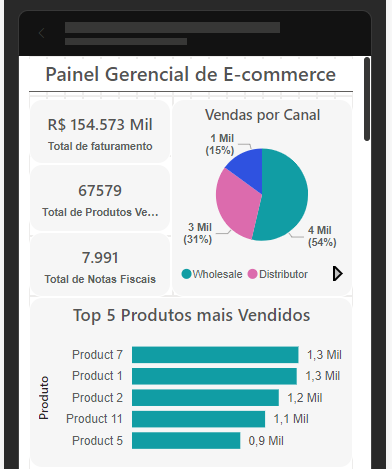 Painel Gerencial de E-commerce
R$ 154.573 Mil
Total de faturamento
67579
Total de Produtos Ve...
7.991
Total de Notas Fiscais
Vendas por Canal
1 Mil
(15%)
3 Mil
(31%)
4 Mil
(54%)
Wholesale Distributor
Top 5 Produtos mais Vendidos
Produto
Product 7 1,3 Mil
Product 1 1,3 Mil
Product 2 1,2 Mil
Product 11 1,1 Mil
Product 5 0,9 Mil